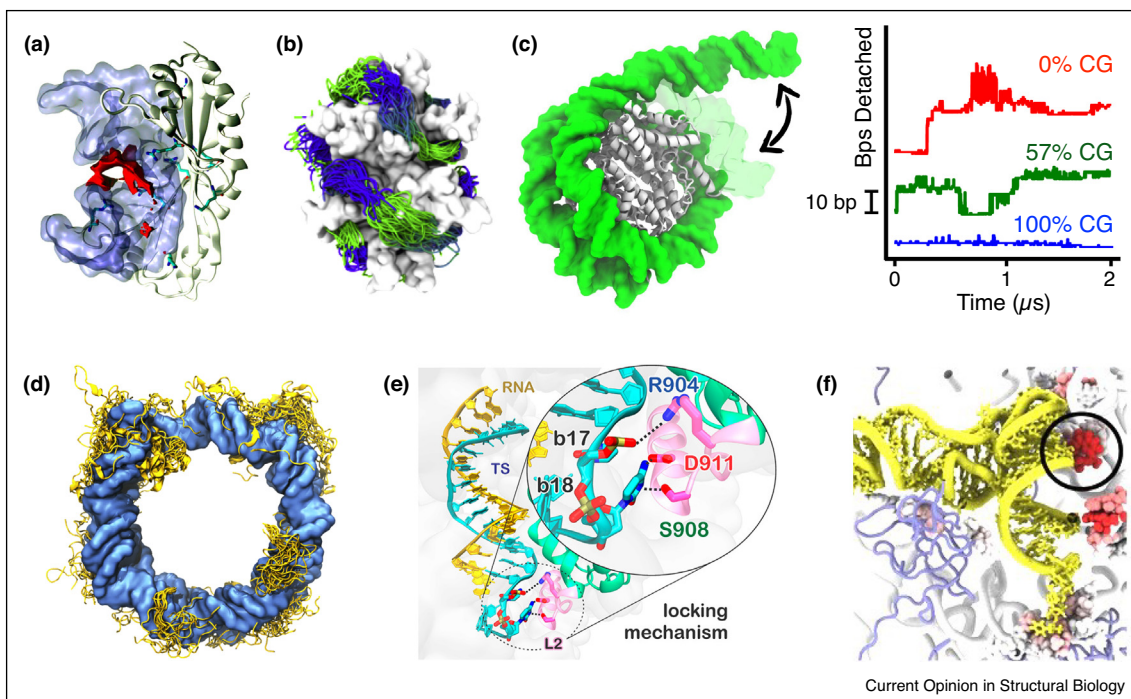 (a)
(b)
(c)
Bps Detached
10 bp
0% CG
57% CG
100% CG
0
1
2
Time (μs)
(d)
(e)
RNA
TS
b17
b18
R904
D911
S908
L2
locking
mechanism
(f)
Current Opinion in Structural Biology